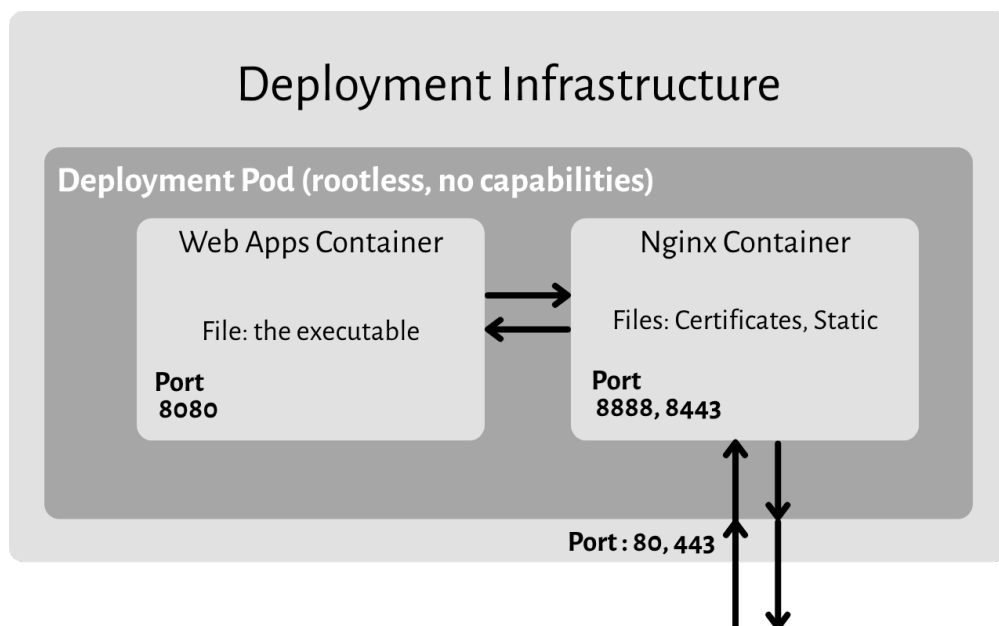 Deployment Infrastructure
Deployment Pod (rootless, no capabilities)
Web Apps Container
File: the executable
Port
8080
Nginx Container
Files: Certificates, Static
Port
8888, 8443
Port : 80, 443